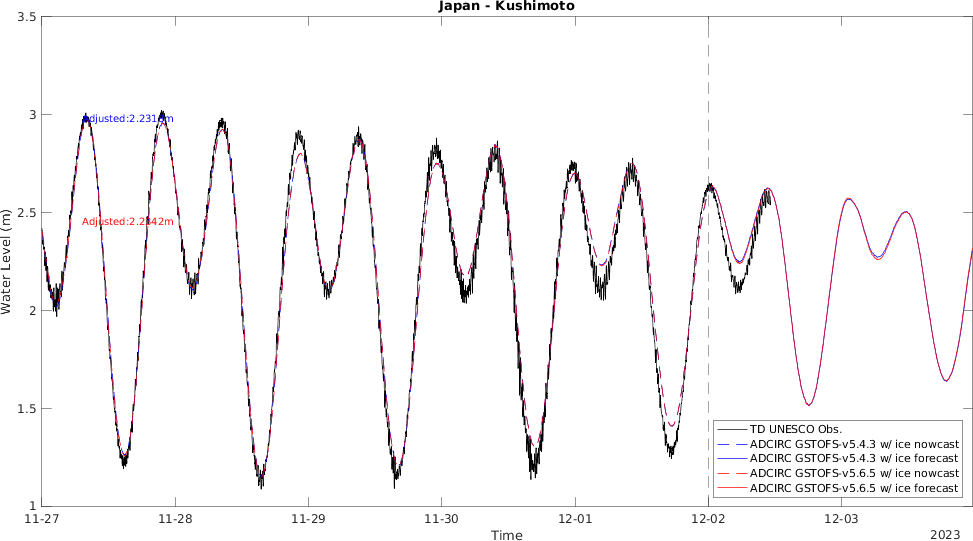 Japan - Kushimoto
3.5
3
2.5
2
1.5
1
Water Level (m)
Adjusted:2.231
Adjusted:2.2
42m
11-27
11-28
11-29
11-30
12-01
12-02
12-03
Time
2023
TD UNESCO Obs.
ADCIRC GSTOFS-v5.4.3 w/ ice nowcast
ADCIRC GSTOFS-v5.4.3 w/ ice forecast
ADCIRC GSTOFS-v5.6.5 w/ ice nowcast
ADCIRC GSTOFS-v5.6.5 w/ ice forecast